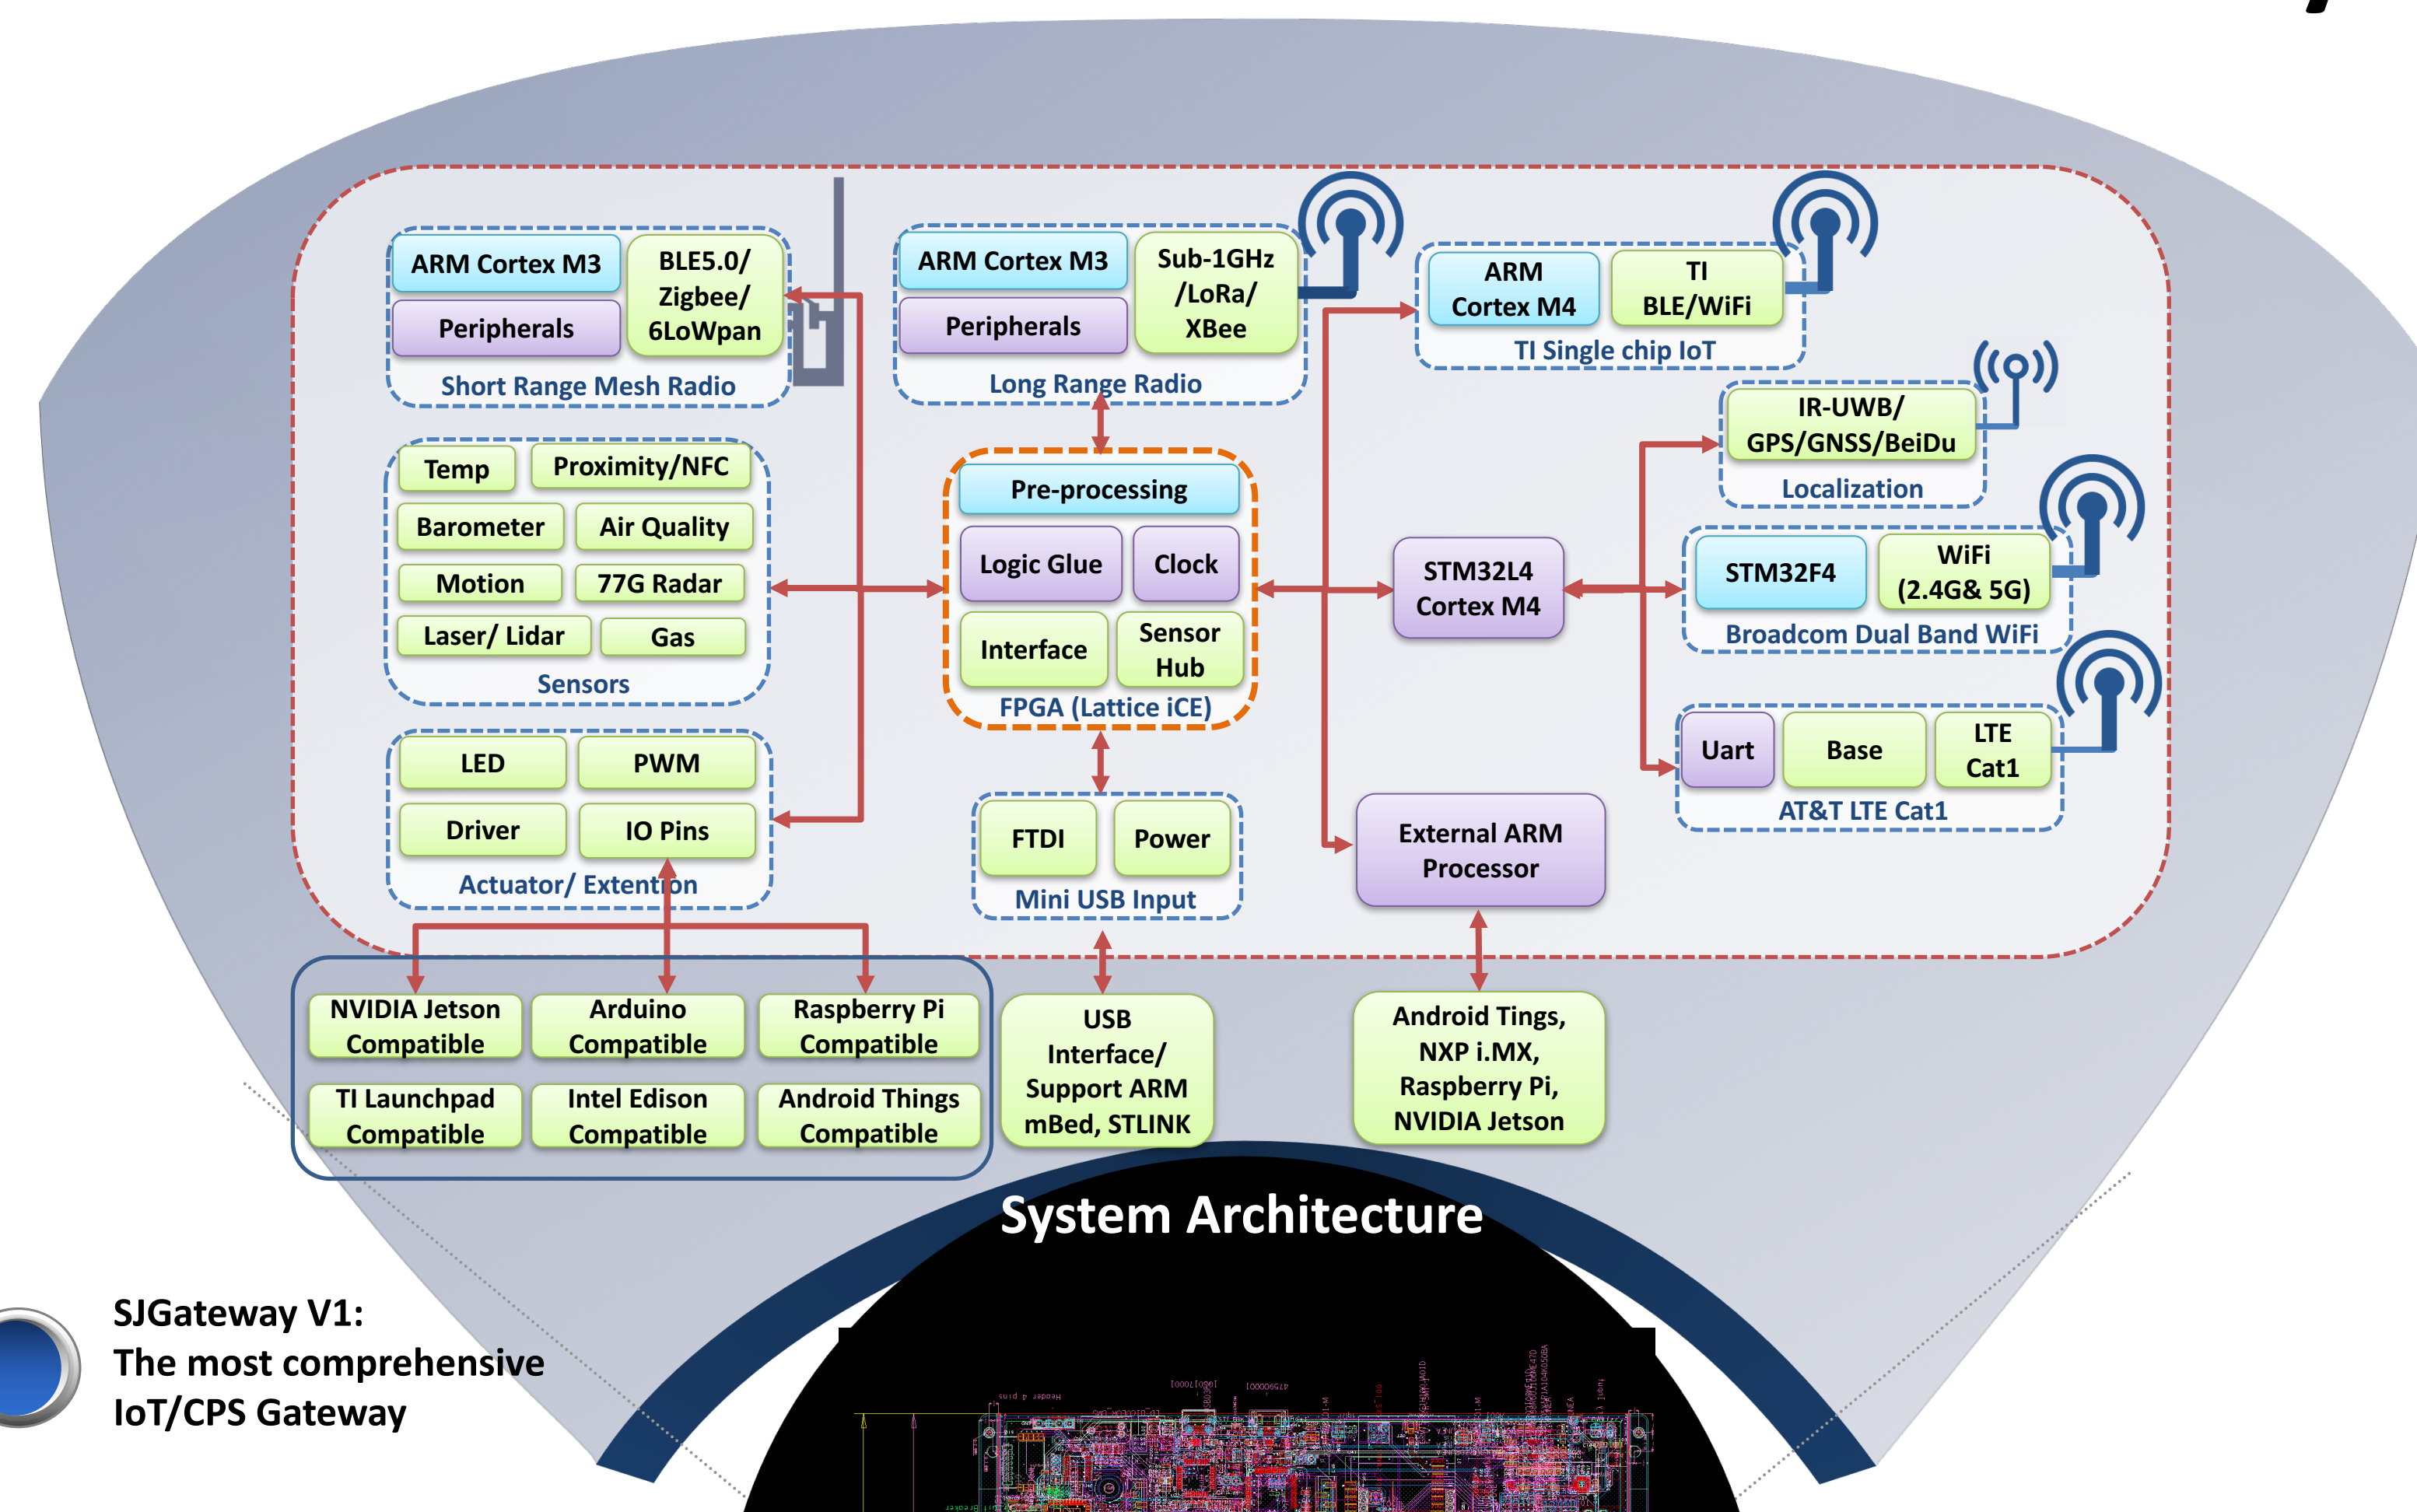 ARM Cortex M3
Peripherals
BLE5.0/
Zigbee/
6LoWpan
Short Range Mesh Radio
ARM Cortex M3
Peripherals
Sub-1GHz
/LoRa/
XBee
Long Range Radio
ARM
Cortex M4
TI
BLE/WiFi
TI Single chip IoT
IR-UWB/
GPS/GNSS/BeiDu
Localization
Temp
Proximity/NFC
Barometer
Air Quality
Motion
77G Radar
Laser/ Lidar
Gas
Sensors
Pre-processing
Logic Glue
Clock
Interface
Sensor
Hub
FPGA (Lattice iCE)
STM32L4
Cortex M4
STM32F4
WiFi
(2.4G& 5G)
Broadcom Dual Band WiFi
Uart
Base
LTE
Cat1
AT&T LTE Cat1
LED
PWM
Driver
IO Pins
Actuator/ Extention
FTDI
Power
Mini USB Input
External ARM
Processor
NVIDIA Jetson
Compatible
Arduino
Compatible
Raspberry Pi
Compatible
TI Launchpad
Compatible
Intel Edison
Compatible
Android Things
Compatible
USB
Interface/
Support ARM
mBed, STLINK
Android Tings,
NXP i.MX,
Raspberry Pi,
NVIDIA Jetson
System Architecture
SJGateway V1:
The most comprehensive
IoT/CPS Gateway
Header 4 pins
1980170001
475900001